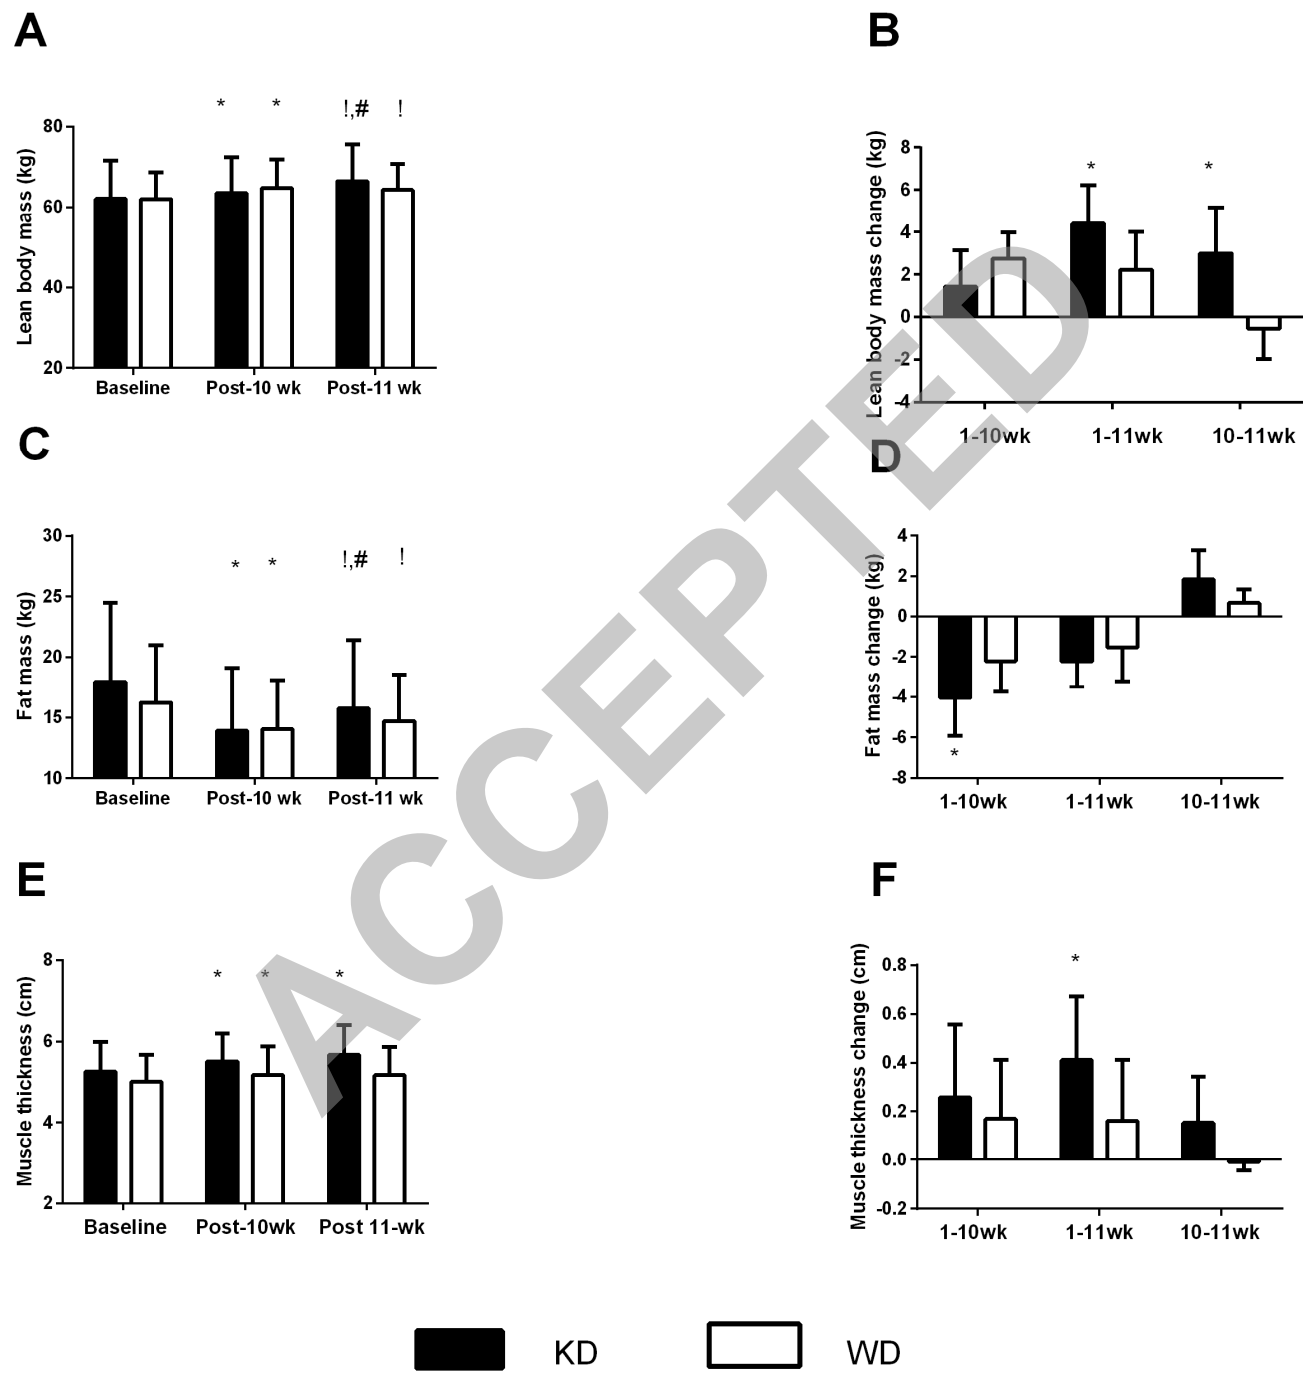 A
* * !,# !
Lean body mass (kg)
80
60
40
20
Baseline Post-10 wk Post-11 wk
B
* *
Lean body mass change (kg)
8
6
4
2
0
-2
-4
1-10wk 1-11wk 10-11wk
C
* * !,# !
Fat mass (kg)
30
25
20
15
10
Baseline Post-10 wk Post-11 wk
D
Fat mass change (kg)
4
2
0
-2
-4
-6
-8
*
1-10wk 1-11wk 10-11wk
E
* * *
Muscle thickness (cm)
8
6
4
2
Baseline Post-10wk Post 11-wk
F
*
Muscle thickness change (cm)
0.8
0.6
0.4
0.2
0.0
-0.2
1-10wk 1-11wk 10-11wk
KD WD
ACCEPTED